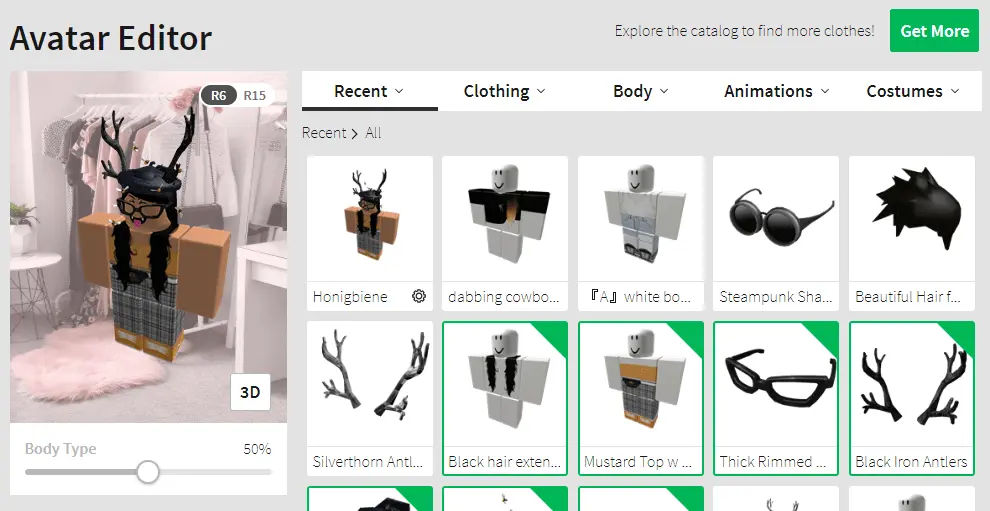 Avatar Editor
Explore the catalog to find more clothes!
Get More
R6 R15
3D
Body Type 50%
Recent Clothing Body Animations Costumes
Recent > All
Honigbiene
dabbing cowbo...
『A』 white bo...
Steampunk Sha...
Beautiful Hair f...
Silverthorn Antl...
Black hair exten...
Mustard Top w ...
Thick Rimmed ...
Black Iron Antlers